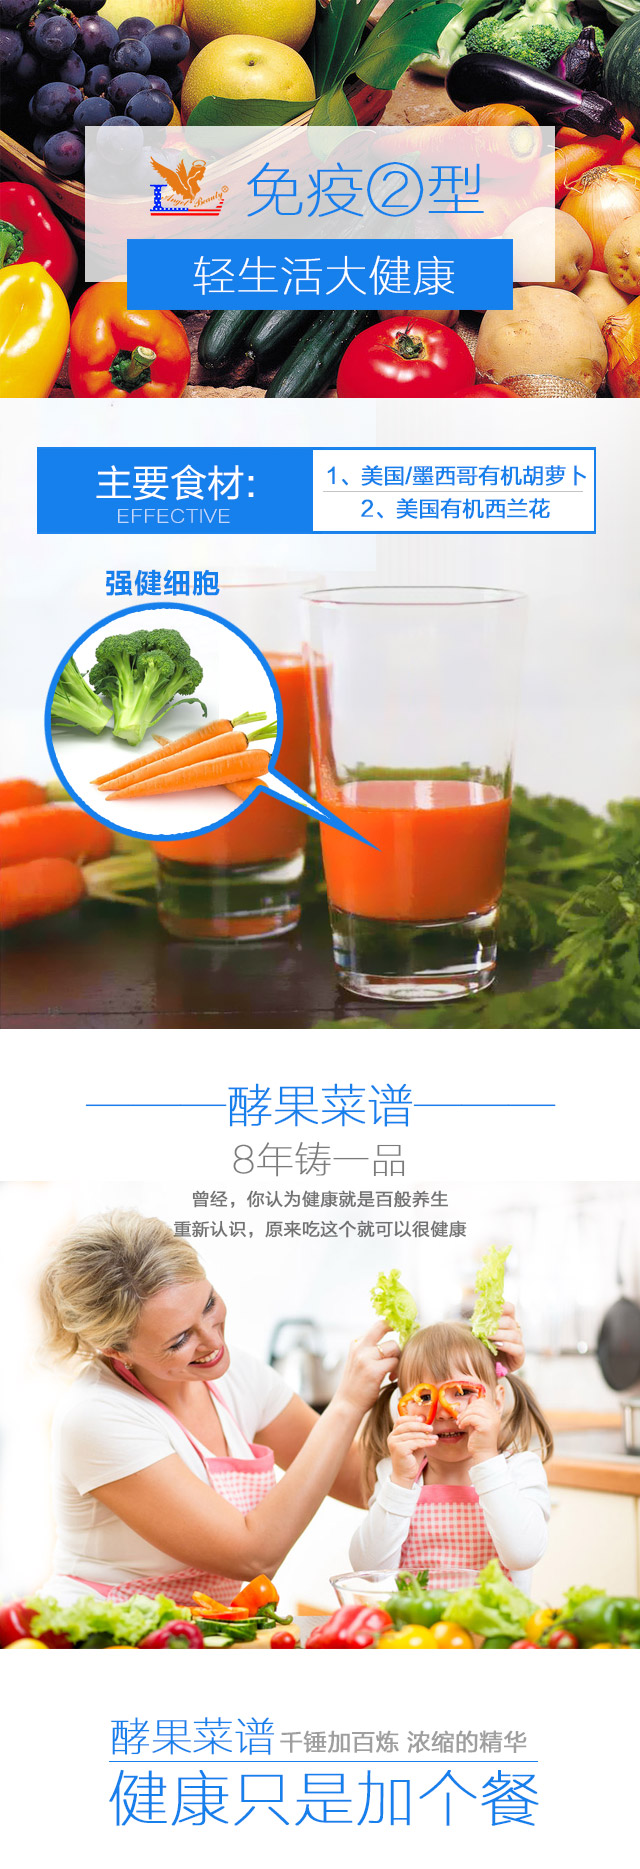 Angel Beauty®
免疫②型
轻生活大健康
主要食材:
EFFECTIVE
1、美国/墨西哥有机胡萝卜
2、美国有机西兰花
强健细胞
酵果菜谱
8年铸一品
曾经，你认为健康就是百般养生
重新认识，原来吃这个就可以很健康
酵果菜谱 千锤加百炼 浓缩的精华
健康只是加个餐